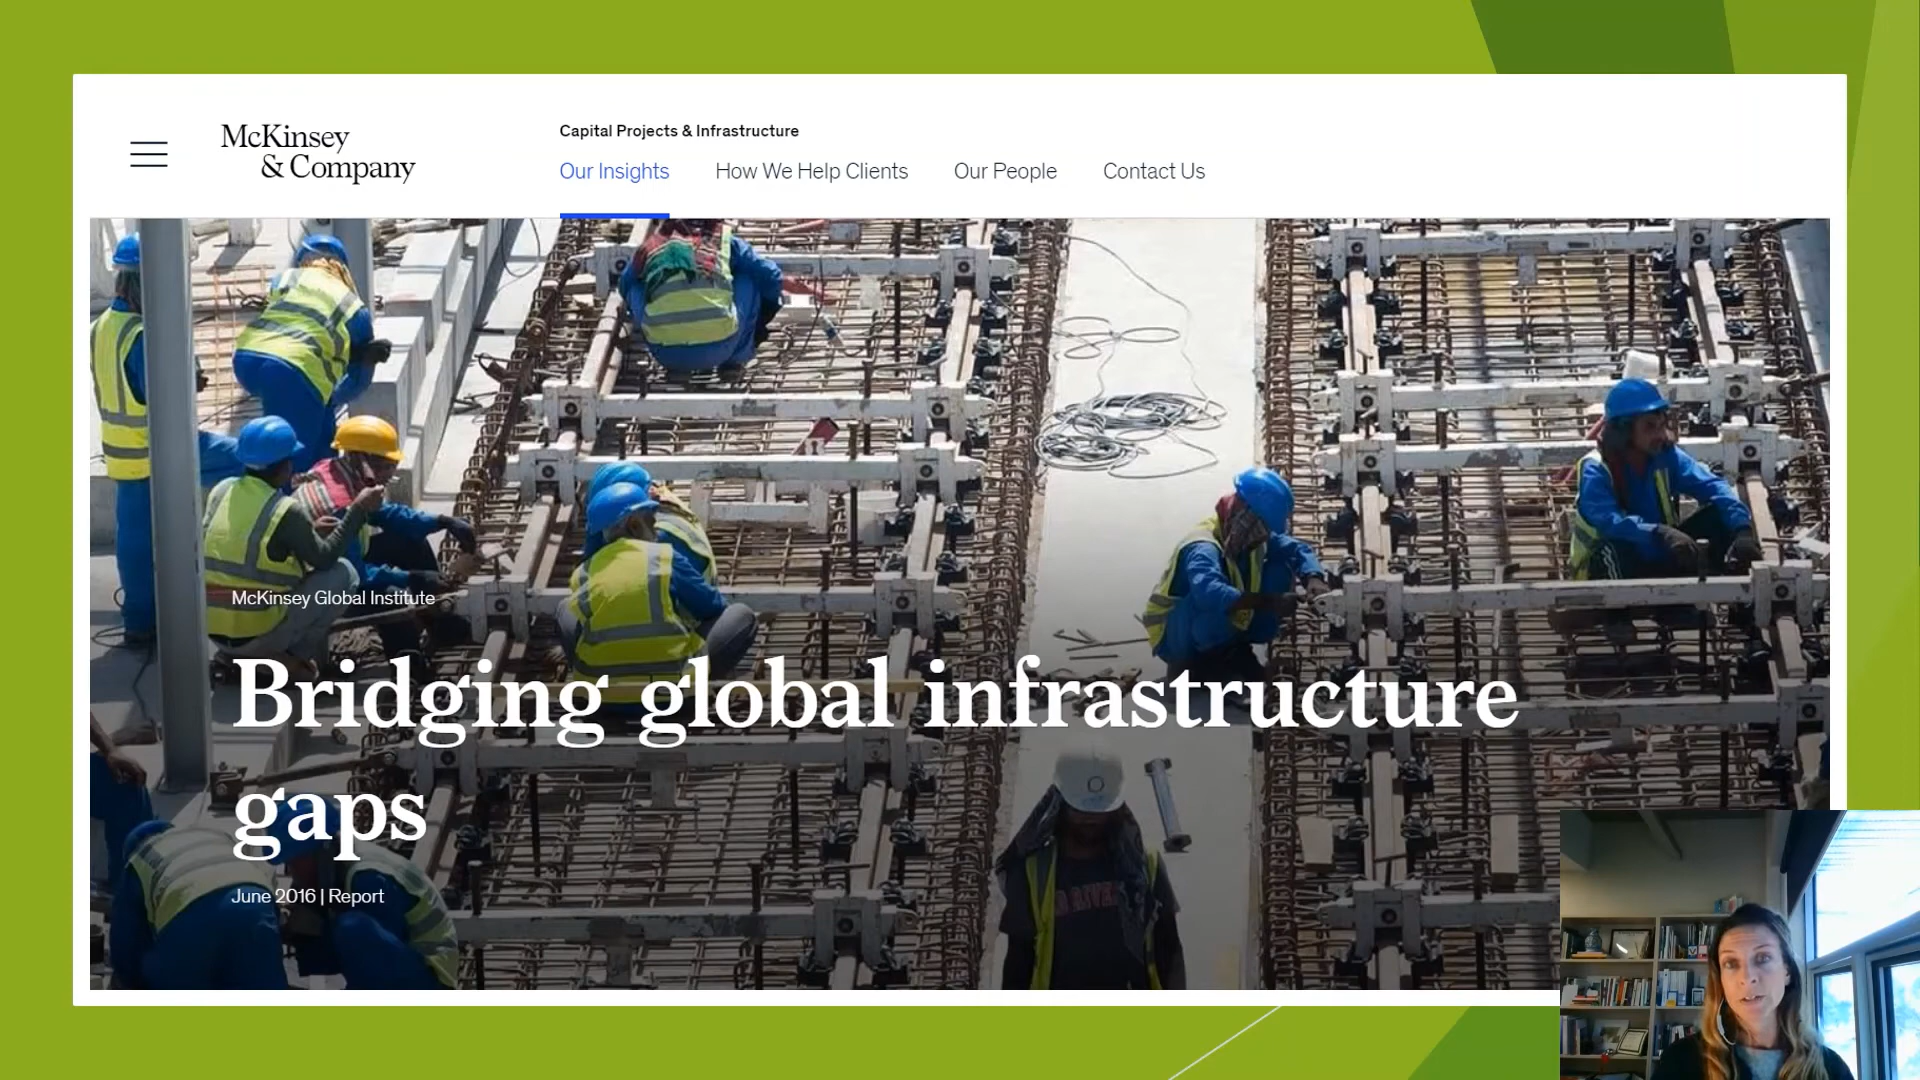 McKinsey
& Company
Capital Projects & Infrastructure
Our Insights How We Help Clients Our People Contact Us
McKinsey Global Institute
Bridging global infrastructure
gaps
June 2016 | Report